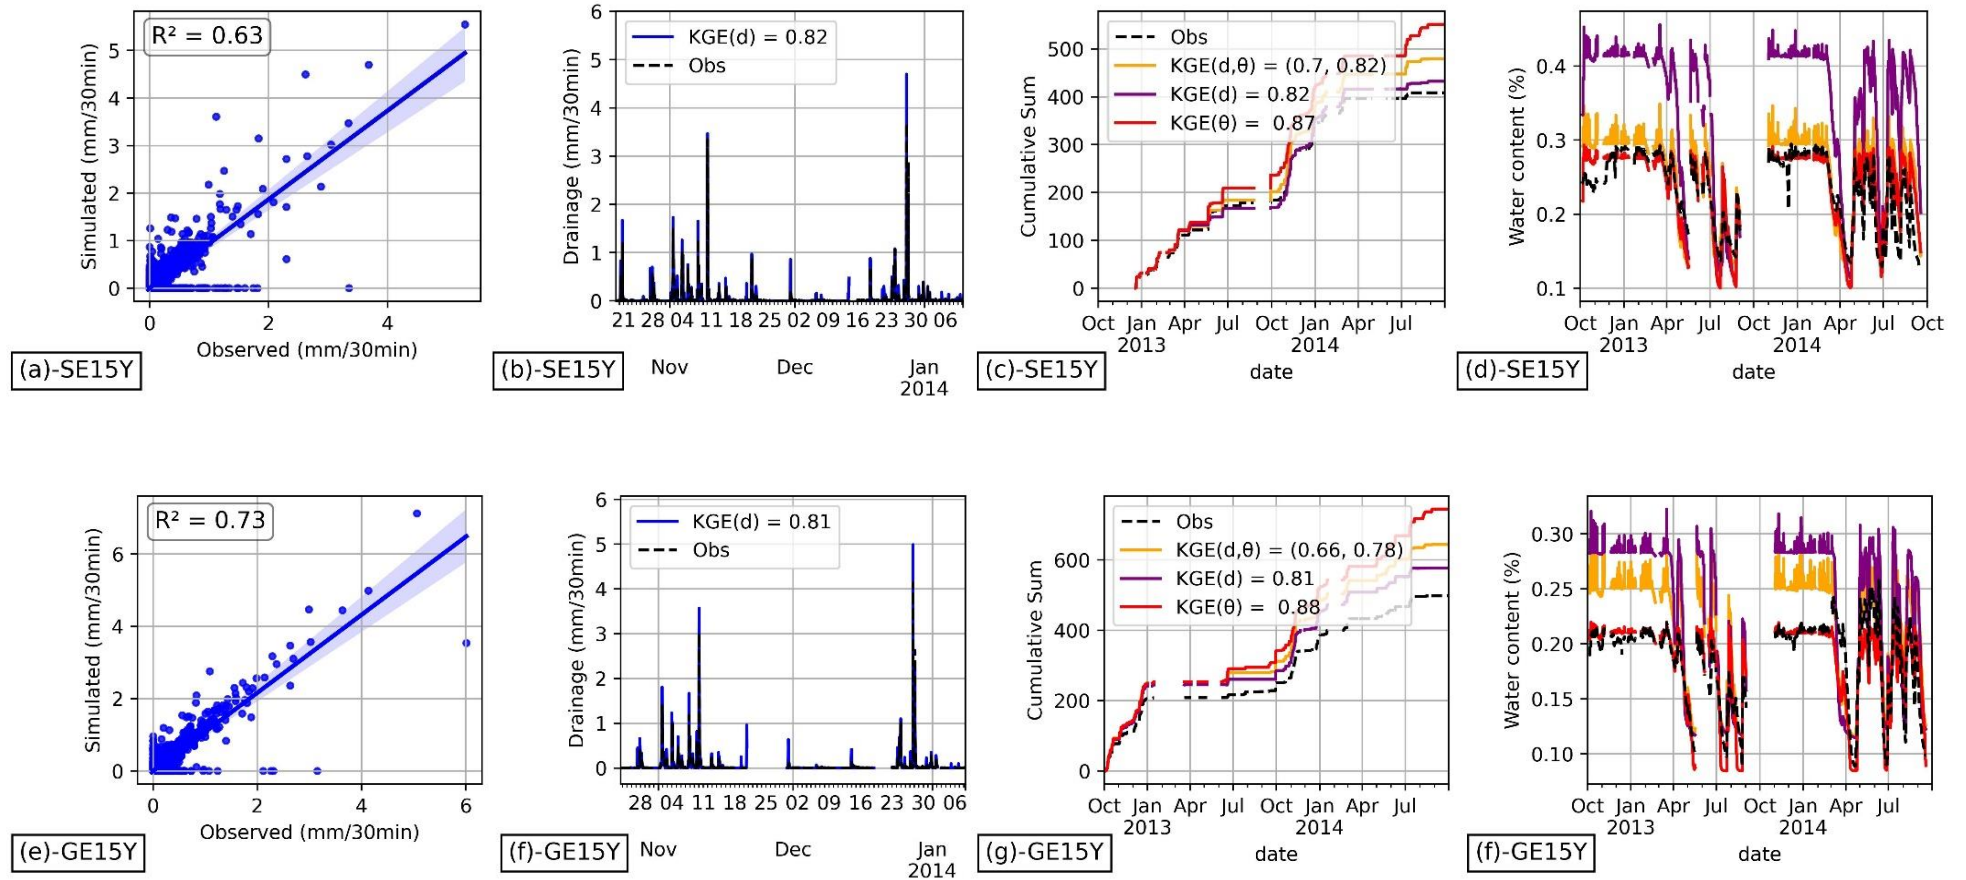 R² = 0.63
Simulated (mm/30min)
5
4
3
2
1
0
0 2 4
Observed (mm/30min)
(a)-SE15Y
KGE(d) = 0.82
Obs
Drainage (mm/30min)
6
5
4
3
2
1
0
21 28 04 11 18 25 02 09 16 23 30 06
Nov Dec Jan
2014
(b)-SE15Y
Obs
KGE(d,θ) = (0.7, 0.82)
KGE(d) = 0.82
KGE(θ) = 0.87
Cumulative Sum
500
400
300
200
100
0
Oct Jan Apr Jul Oct Jan Apr Jul
2013 2014
date
(c)-SE15Y
Water content (%)
0.4
0.3
0.2
0.1
Oct Jan Apr Jul Oct Jan Apr Jul Oct
2013 2014
date
(d)-SE15Y
R² = 0.73
Simulated (mm/30min)
6
4
2
0
0 2 4 6
Observed (mm/30min)
(e)-GE15Y
KGE(d) = 0.81
Obs
Drainage (mm/30min)
6
5
4
3
2
1
0
28 04 11 18 25 02 09 16 23 30 06
Nov Dec Jan
2014
(f)-GE15Y
Obs
KGE(d,θ) = (0.66, 0.78)
KGE(d) = 0.81
KGE(θ) = 0.88
Cumulative Sum
600
400
200
0
Oct Jan Apr Jul Oct Jan Apr Jul
2013 2014
date
(g)-GE15Y
Water content (%)
0.30
0.25
0.20
0.15
0.10
Oct Jan Apr Jul Oct Jan Apr Jul
2013 2014
date
(f)-GE15Y